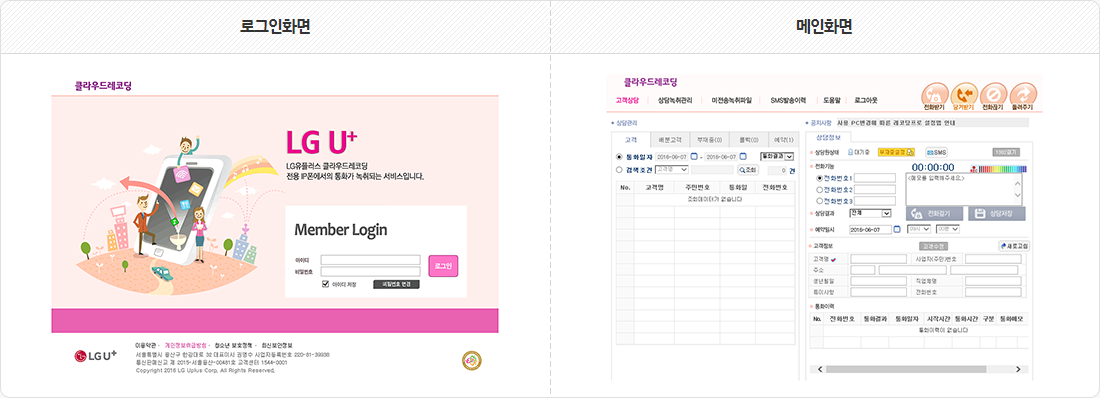 로그인화면
메인화면
클라우드레코딩
LG U+
LG유플러스 클라우드레코딩
전용 IP폰에서의 통화가 녹취되는 서비스입니다.
Member Login
아이디
비밀번호
로그인
아이디 저장
비밀번호 변경
이용약관
개인정보취급방침
청소년 보호정책
최신보안정보
LG U+
서울특별시 용산구 한강대로 32 대표이사 권영수 사업자등록번호 220-81-39938
통신판매신고 제 2015-서울용산-00481호 고객센터 1544-0001
Copyright 2016 LG Uplus Corp. All Rights Reserved.
클라우드레코딩
고객상담
상담녹취관리
미전송녹취파일
SMS발송이력
도움말
로그아웃
전화받기
당겨받기
전화끊기
돌려주기
상담관리
고객
배분고객
부재중(0)
콜백(0)
예약(1)
통화일자
2016-06-07
~
2016-06-07
통화결과
검색조건
고객명
조회
0 건
No.
고객명
주민번호
통화일
전화번호
조회데이타가 없습니다
공지사항
사용 PC변경에 따른 레코딩프로 설정법 안내
상담정보
상담원상태
대기중
부재중설정
SMS
전화기능
00:00:00
전화번호1
전화번호2
전화번호3
<메모를 입력해주세요.>
상담결과
전체
전화걸기
상담저장
예약일시
2016-06-07
09시
00분
고객정보
고객수정
새로고침
고객명
사업자(주민)번호
주소
생년월일
직업체명
특이사항
전화번호
통화이력
No.
전화번호
통화결과
통화일자
시작시간
통화시간
구분
통화메모
통화이력이 없습니다